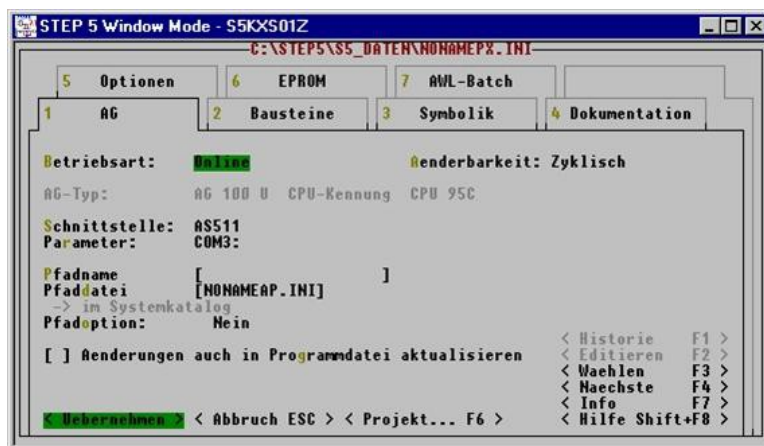 STEP 5 Window Mode - S5KXS01Z
C:\STEP5\S5_DATEN\NONAMEPX.INI
5 Optionen 6 EPROM 7 AWL-Batch
1 AG 2 Bausteine 3 Symbolik 4 Dokumentation
Betriebsart: Online Aenderbarkeit: Zyklisch
AG-Typ: AG 100 U CPU-Kennung CPU 95C
Schnittstelle: AS511
Parameter: COM3:
Pfadname [ ]
Pfaddatei [NONAMEAP.INI]
-> im Systemkatalog
Pfadoption: Nein
[ ] Aenderungen auch in Programmdatei aktualisieren
< Historie F1 >
< Editieren F2 >
< Waehlen F3 >
< Naechste F4 >
< Info F7 >
< Uebernehmen > < Abbruch ESC > < Projekt... F6 > < Hilfe Shift+F8 >